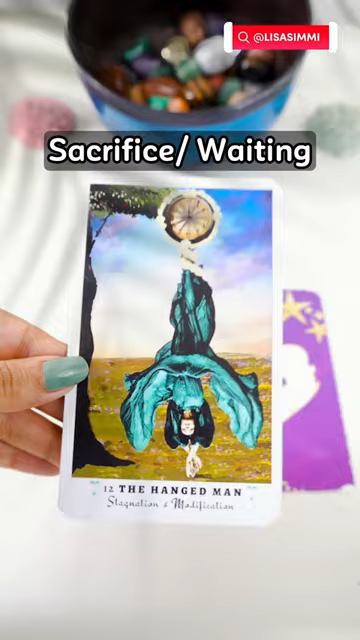 @LISASIMMI
Sacrifice/ Waiting
12 THE HANGED MAN
Stagnation & Modification